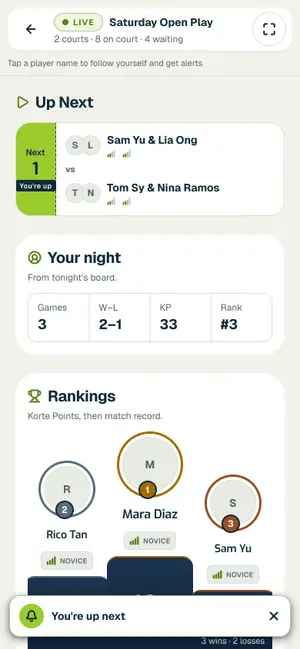 LIVE Saturday Open Play
2 courts · 8 on court · 4 waiting
Tap a player name to follow yourself and get alerts
Up Next
Next
1
You're up
S L
Sam Yu & Lia Ong
vs
T N
Tom Sy & Nina Ramos
Your night
From tonight's board.
Games W–L KP Rank
3 2–1 33 #3
Rankings
Korte Points, then match record.
M
1
Mara Diaz
NOVICE
R
2
Rico Tan
NOVICE
S
3
Sam Yu
NOVICE
You're up next
3 wins · 2 losses